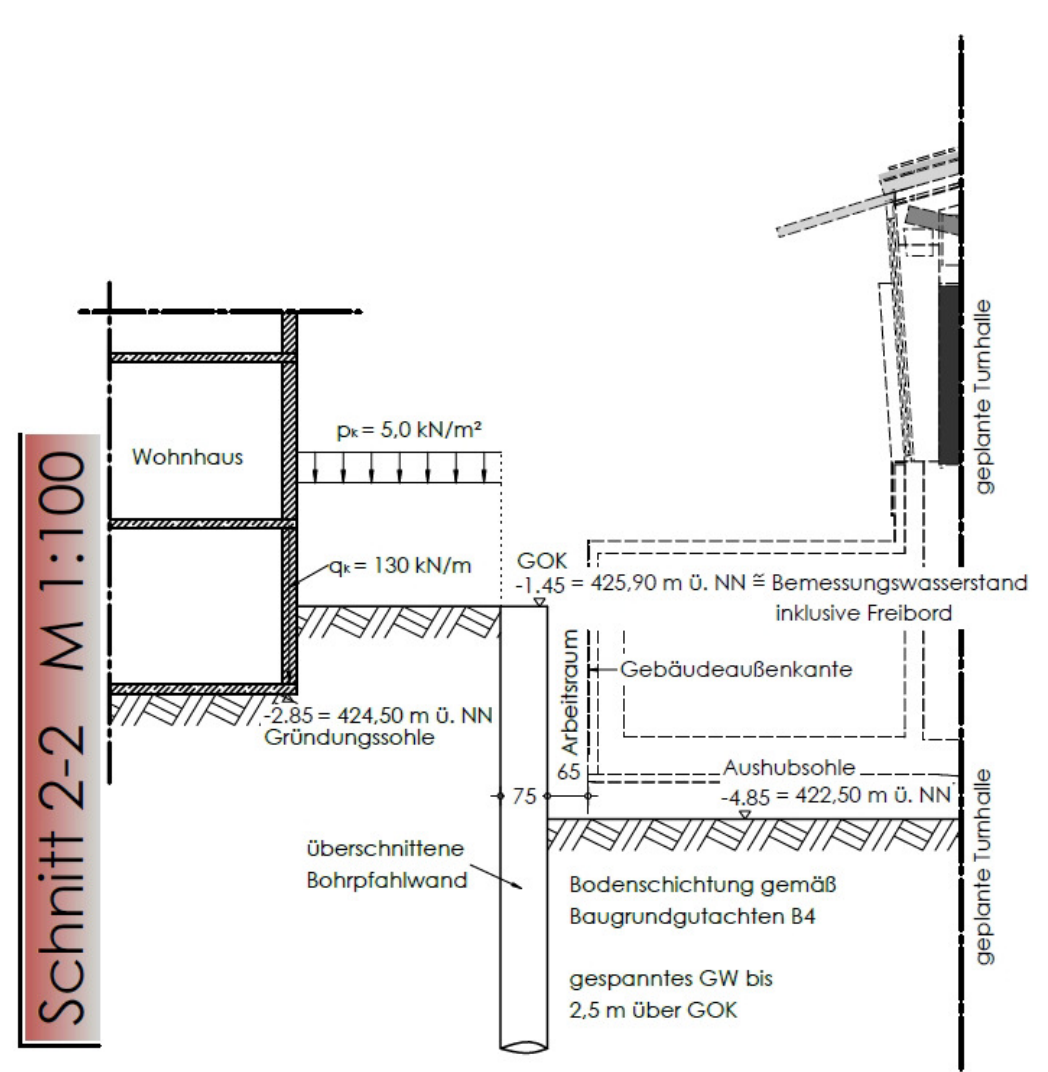 Schnitt 2-2 M 1:100
Wohnhaus
pk = 5,0 kN/m²
qk = 130 kN/m
GOK
-1.45 = 425,90 m ü. NN ≅ Bemessungswasserstand
inklusive Freibord
geplante Turnhalle
Arbeitsraum
Gebäudeaußenkante
-2.85 = 424,50 m ü. NN
Gründungssohle
65
75
Aushubsohle
-4.85 = 422,50 m ü. NN
geplante Turnhalle
überschnittene
Bohrpfahlwand
Bodenschichtung gemäß
Baugrundgutachten B4
gespanntes GW bis
2,5 m über GOK